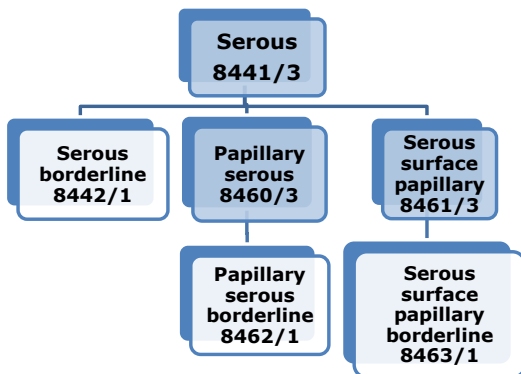 Serous
8441/3
Serous
borderline
8442/1
Papillary
serous
8460/3
Serous
surface
papillary
8461/3
Papillary
serous
borderline
8462/1
Serous
surface
papillary
borderline
8463/1